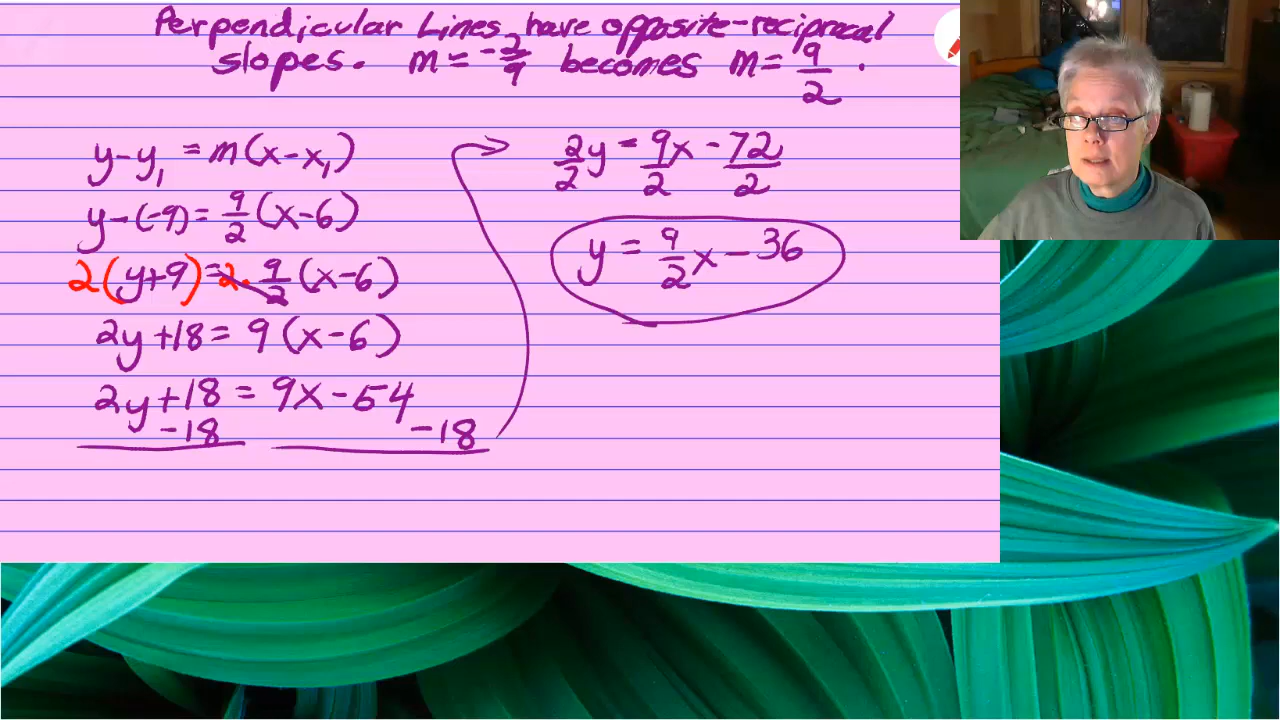 Perpendicular Lines have opposite-reciprocal
slopes. m = -2/9 becomes m = 9/2 .
y-y₁ = m(x-x₁)
y-(-9) = 9/2 (x-6)
2(y+9) = 2· 9/2 (x-6)
2y+18 = 9(x-6)
2y+18 = 9x-54
-18 -18
2y/2 = 9x/2 - 72/2
y = 9/2 x - 36